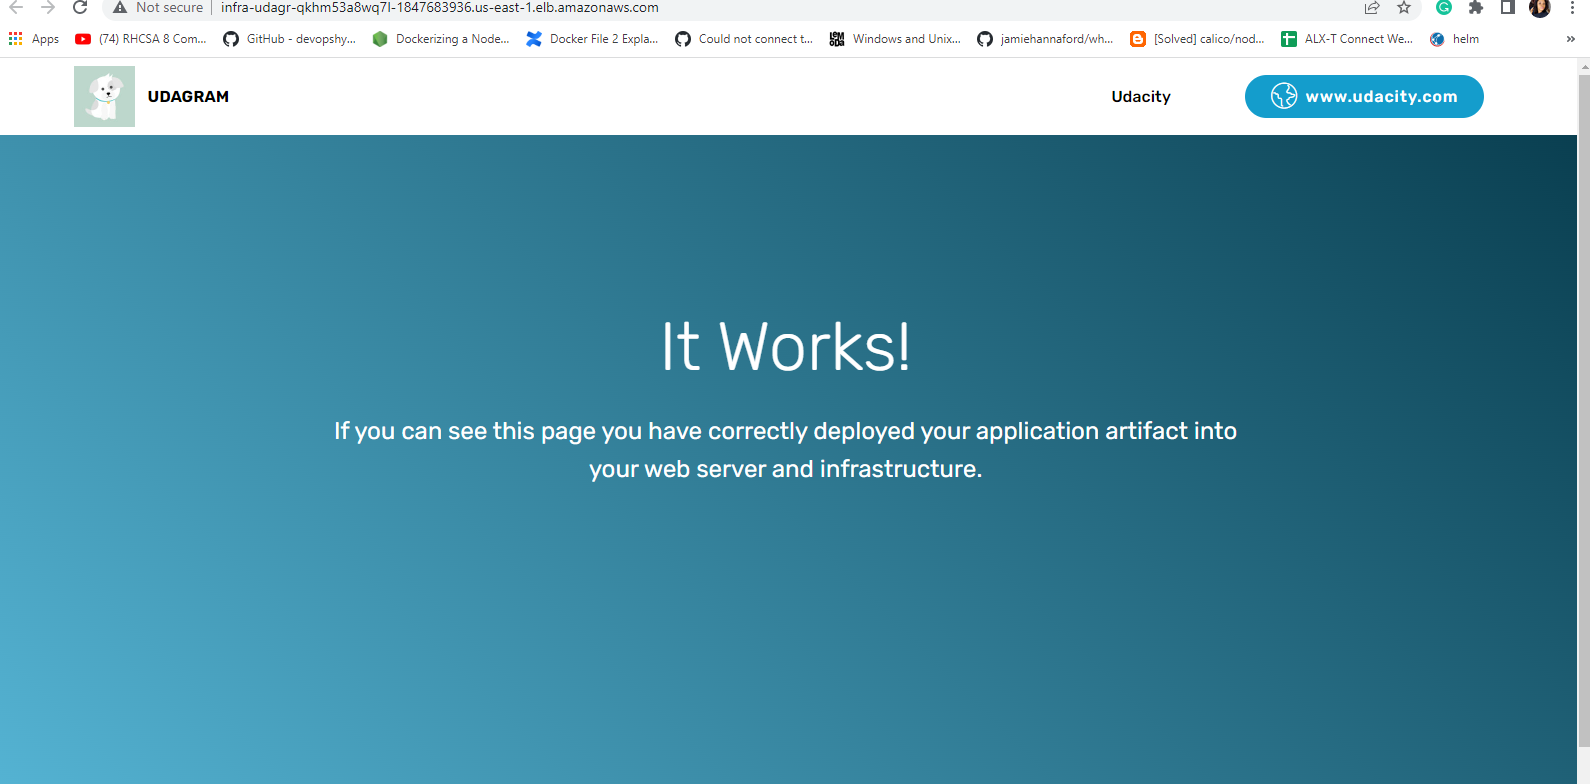 Not secure infra-udagr-qkhm53a8wq7l-1847683936.us-east-1.elb.amazonaws.com
Apps (74) RHCSA 8 Com... GitHub - devopshy... Dockerizing a Node... Docker File 2 Expla... Could not connect t... Windows and Unix... jamiehannaford/wh... [Solved] calico/nod... ALX-T Connect We... helm »
UDAGRAM Udacity www.udacity.com
It Works!
If you can see this page you have correctly deployed your application artifact into
your web server and infrastructure.